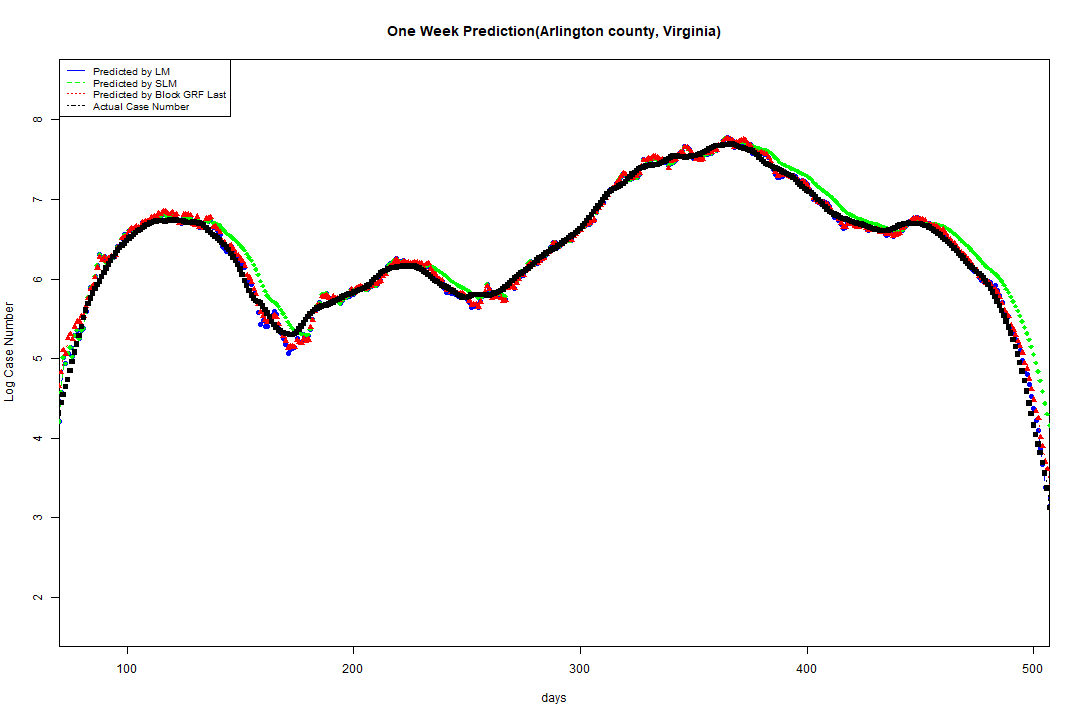 One Week Prediction(Arlington county, Virginia)
Predicted by LM
Predicted by SLM
Predicted by Block GRF Last
Actual Case Number
8
7
6
5
4
3
2
Log Case Number
100 200 300 400 500
days